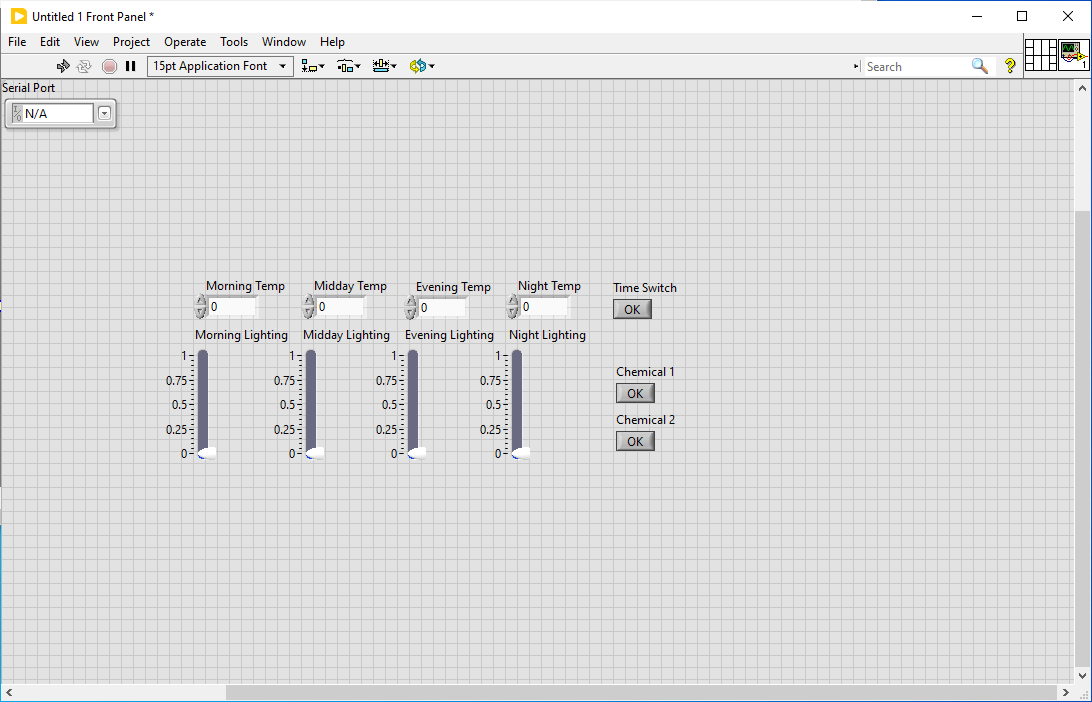 Untitled 1 Front Panel *
File Edit View Project Operate Tools Window Help
15pt Application Font
Search
?
1
Serial Port
N/A
Morning Temp Midday Temp Evening Temp Night Temp Time Switch
0 0 0 0 OK
Morning Lighting Midday Lighting Evening Lighting Night Lighting
1 1 1 1
Chemical 1
0.75 0.75 0.75 0.75
OK
0.5 0.5 0.5 0.5
Chemical 2
0.25 0.25 0.25 0.25
OK
0 0 0 0